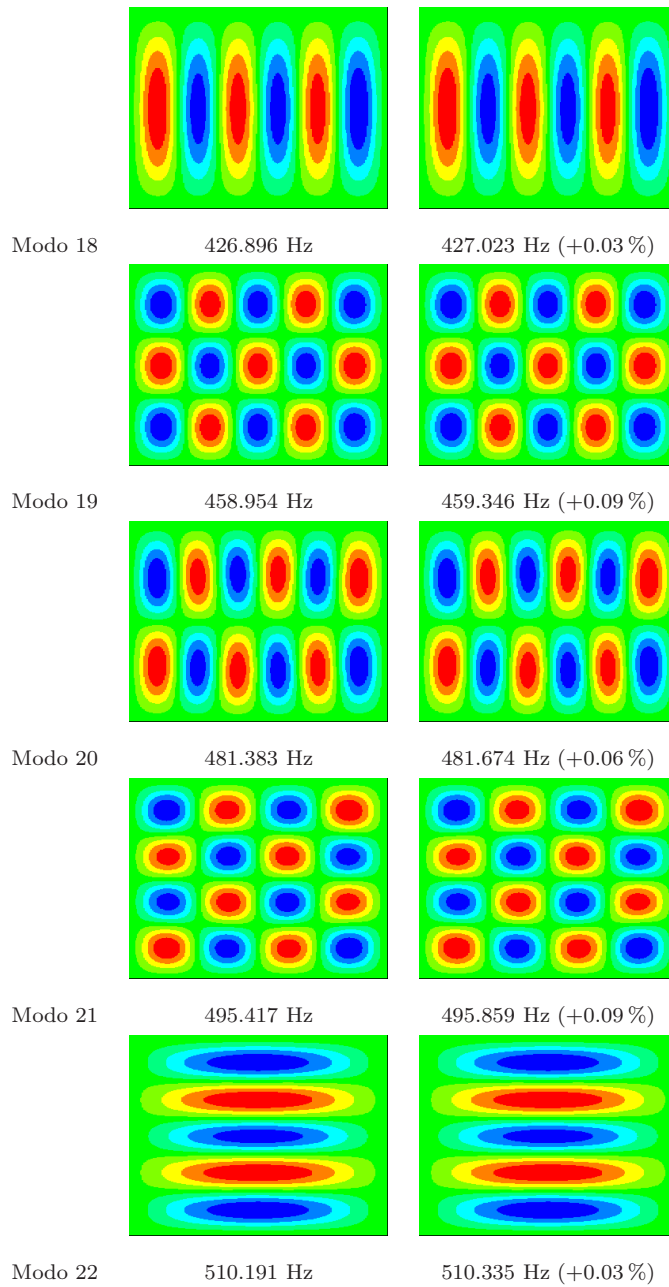 Modo 18 426.896 Hz 427.023 Hz (+0.03 %)
Modo 19 458.954 Hz 459.346 Hz (+0.09 %)
Modo 20 481.383 Hz 481.674 Hz (+0.06 %)
Modo 21 495.417 Hz 495.859 Hz (+0.09 %)
Modo 22 510.191 Hz 510.335 Hz (+0.03 %)